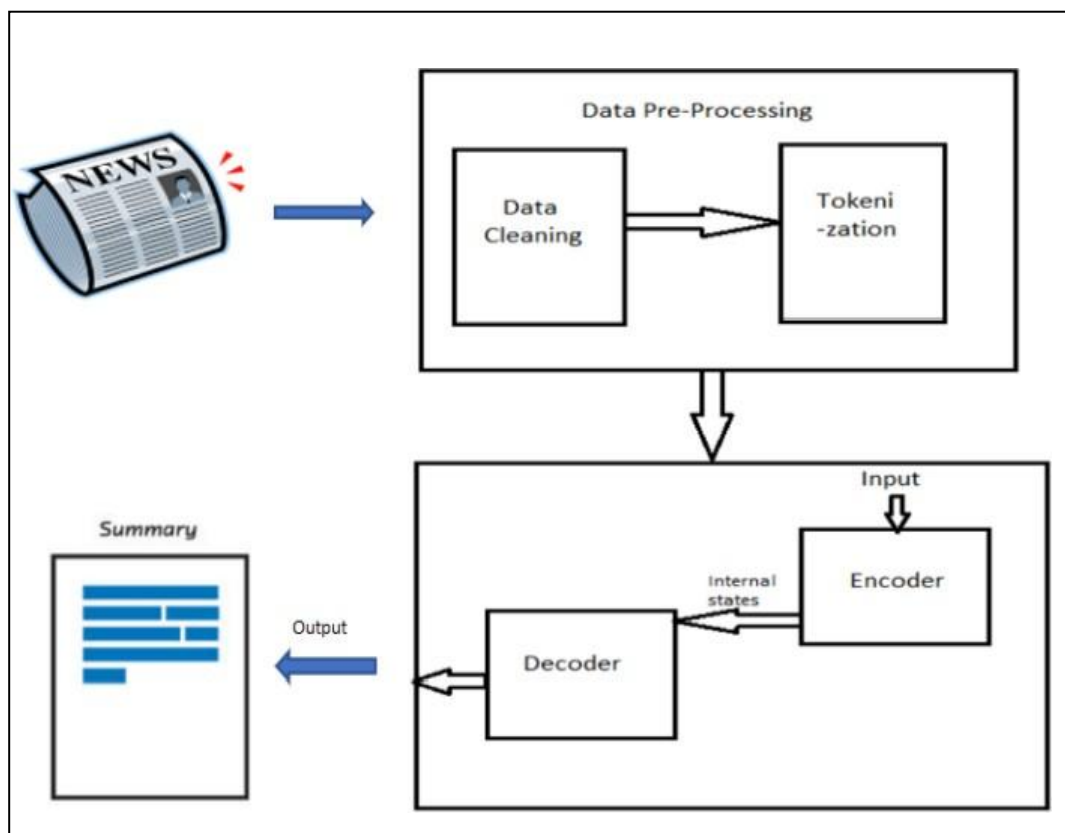 Data Pre-Processing
NEWS
Data
Cleaning
Tokeni
-zation
Input
Summary
Encoder
Internal
states
Output
Decoder